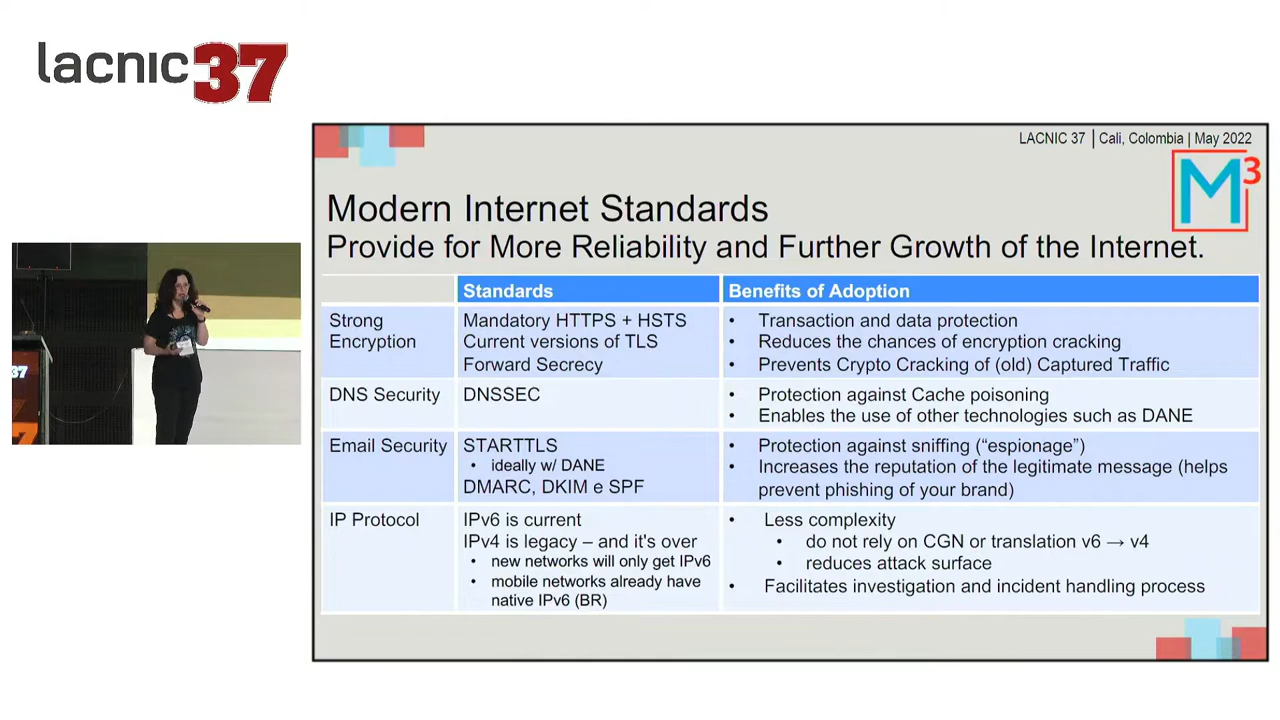 lacnic37
LACNIC 37 | Cali, Colombia | May 2022
M3
Modern Internet Standards
Provide for More Reliability and Further Growth of the Internet.
Standards
Benefits of Adoption
Strong
Encryption
Mandatory HTTPS + HSTS
Current versions of TLS
Forward Secrecy
• Transaction and data protection
• Reduces the chances of encryption cracking
• Prevents Crypto Cracking of (old) Captured Traffic
DNS Security
DNSSEC
• Protection against Cache poisoning
• Enables the use of other technologies such as DANE
Email Security
STARTTLS
• ideally w/ DANE
DMARC, DKIM e SPF
• Protection against sniffing (“espionage”)
• Increases the reputation of the legitimate message (helps
prevent phishing of your brand)
IP Protocol
IPv6 is current
IPv4 is legacy – and it's over
• new networks will only get IPv6
• mobile networks already have
native IPv6 (BR)
• Less complexity
• do not rely on CGN or translation v6 → v4
• reduces attack surface
• Facilitates investigation and incident handling process
37